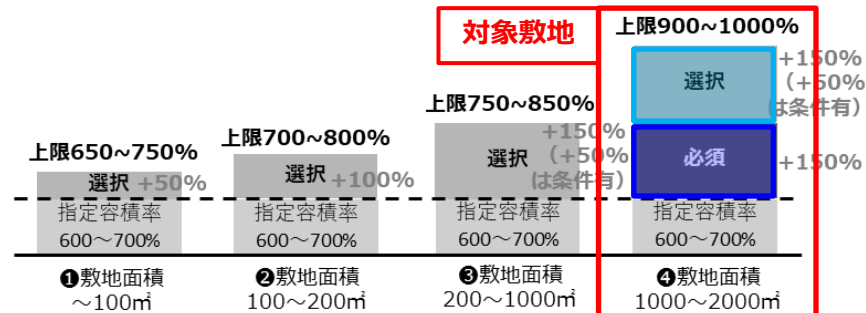 対象敷地
上限650~750%
選択 +50%
指定容積率
600～700%
❶敷地面積
～100㎡
上限700~800%
選択 +100%
指定容積率
600～700%
❷敷地面積
100～200㎡
上限750~850%
選択
+150%
（+50%
は条件有）
指定容積率
600～700%
❸敷地面積
200～1000㎡
上限900~1000%
選択
+150%
（+50%
は条件有）
必須
+150%
指定容積率
600～700%
❹敷地面積
1000～2000㎡